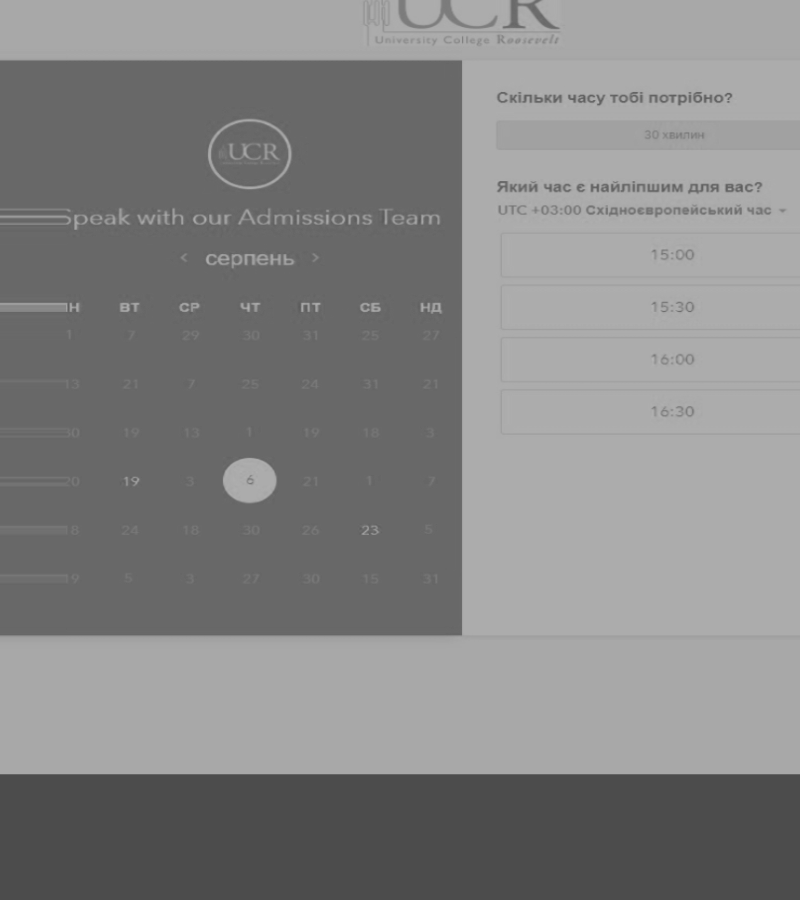 UCR
University College Roosevelt
UCR
Speak with our Admissions Team
‹ серпень ›
Н ВТ СР ЧТ ПТ СБ НД
1 7 29 30 31 25 27
13 21 7 25 24 31 21
30 19 13 1 19 18 3
20 19 3 6 21 1 7
8 24 18 30 26 23 5
19 5 3 27 30 15 31
Скільки часу тобі потрібно?
30 хвилин
Який час є найліпшим для вас?
UTC +03:00 Східноєвропейський час
15:00
15:30
16:00
16:30